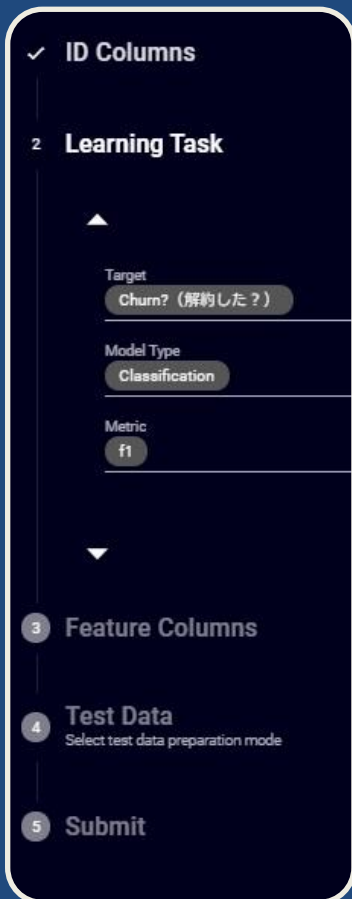 ID Columns
2 Learning Task
Target
Churn?（解約した？）
Model Type
Classification
Metric
f1
3 Feature Columns
4 Test Data
Select test data preparation mode
5 Submit